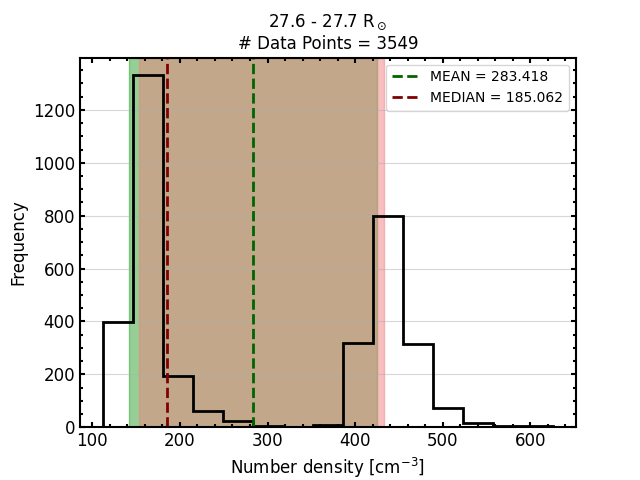 27.6 - 27.7 R⊙
# Data Points = 3549
MEAN = 283.418
MEDIAN = 185.062
Frequency
1200
1000
800
600
400
200
0
100 200 300 400 500 600
Number density [cm⁻³]